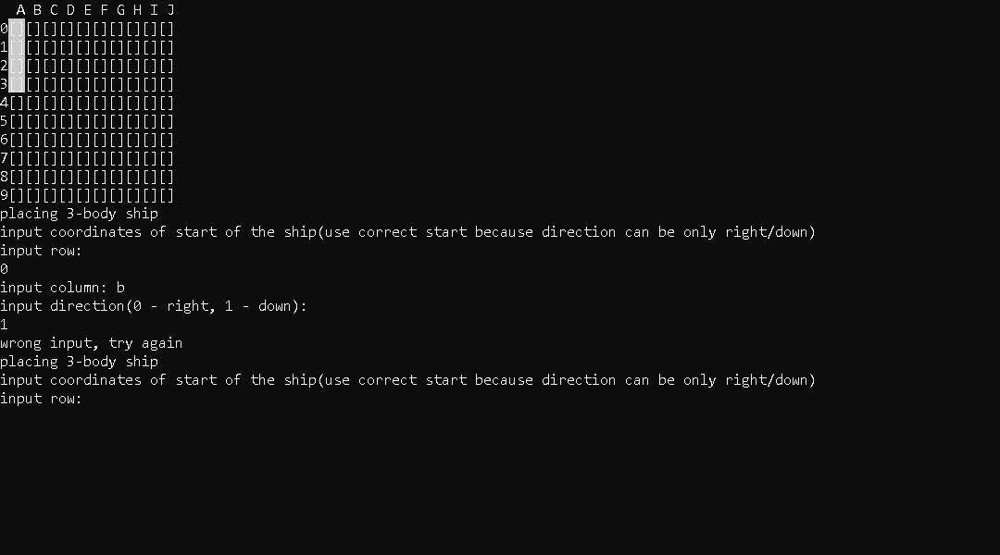 A B C D E F G H I J
0[][][][][][][][][][]
1[][][][][][][][][][]
2[][][][][][][][][][]
3[][][][][][][][][][]
4[][][][][][][][][][]
5[][][][][][][][][][]
6[][][][][][][][][][]
7[][][][][][][][][][]
8[][][][][][][][][][]
9[][][][][][][][][][]
placing 3-body ship
input coordinates of start of the ship(use correct start because direction can be only right/down)
input row:
0
input column: b
input direction(0 - right, 1 - down):
1
wrong input, try again
placing 3-body ship
input coordinates of start of the ship(use correct start because direction can be only right/down)
input row: